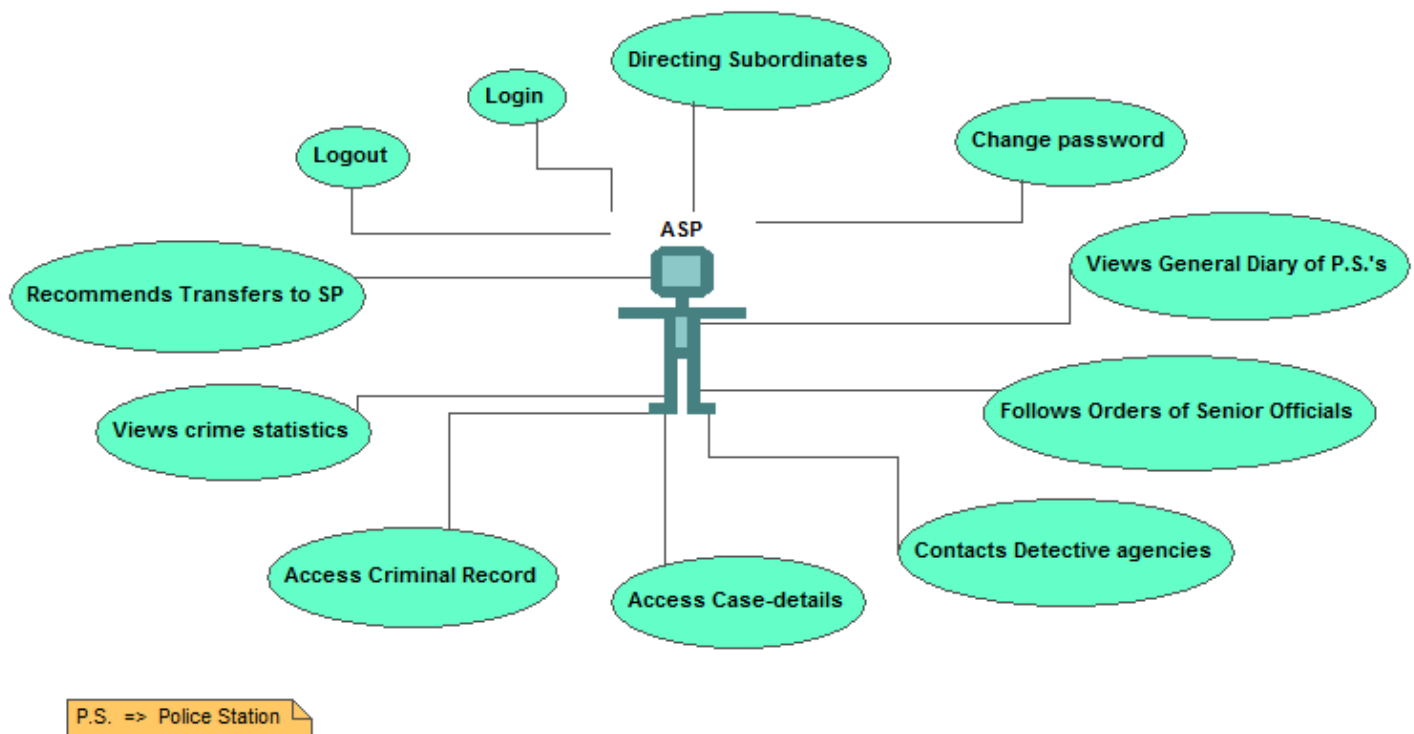 Directing Subordinates
Login
Change password
Logout
ASP
Views General Diary of P.S.'s
Recommends Transfers to SP
Follows Orders of Senior Officials
Views crime statistics
Contacts Detective agencies
Access Criminal Record
Access Case-details
P.S. => Police Station